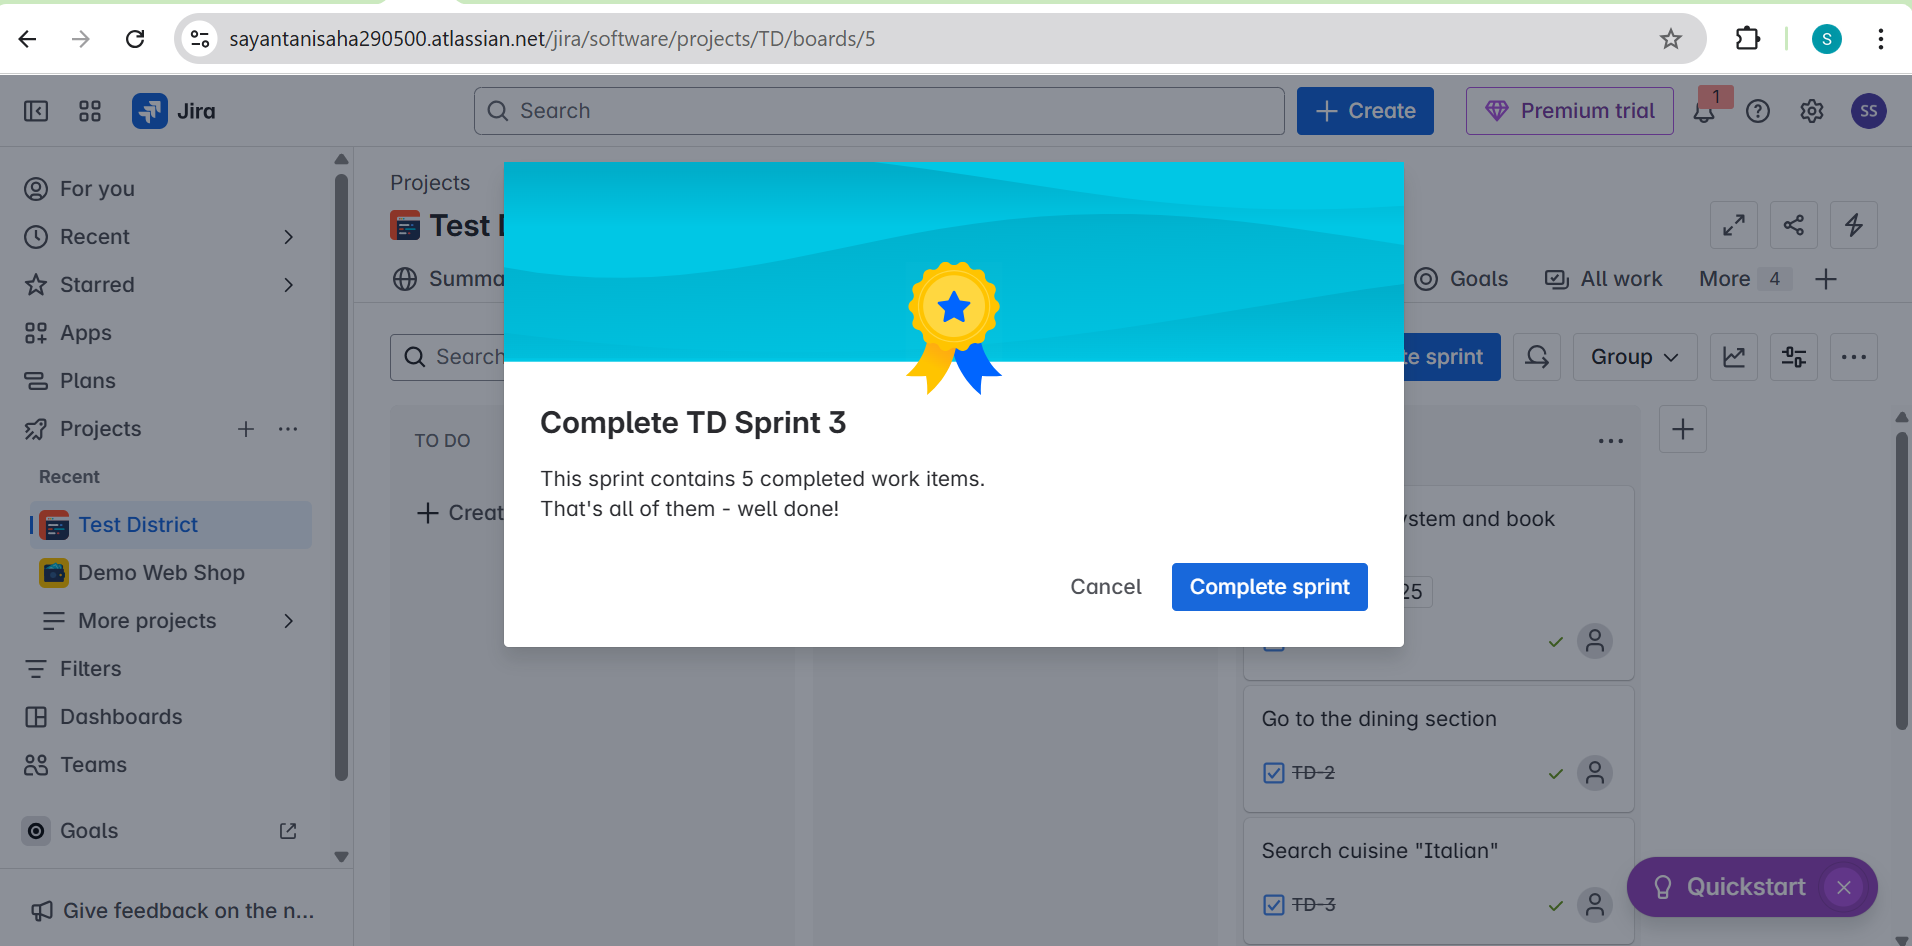 sayantanisaha290500.atlassian.net/jira/software/projects/TD/boards/5
S
Jira
Search
Create
Premium trial
1
SS
For you
Recent
Starred
Apps
Plans
Projects
Recent
Test District
Demo Web Shop
More projects
Filters
Dashboards
Teams
Goals
Give feedback on the n...
Projects
Test
Summa
Goals
All work
More 4
Search
te sprint
Group
TO DO
Creat
Complete TD Sprint 3
This sprint contains 5 completed work items.
That's all of them - well done!
Cancel
Complete sprint
ystem and book
25
Go to the dining section
TD-2
Search cuisine "Italian"
TD-3
Quickstart